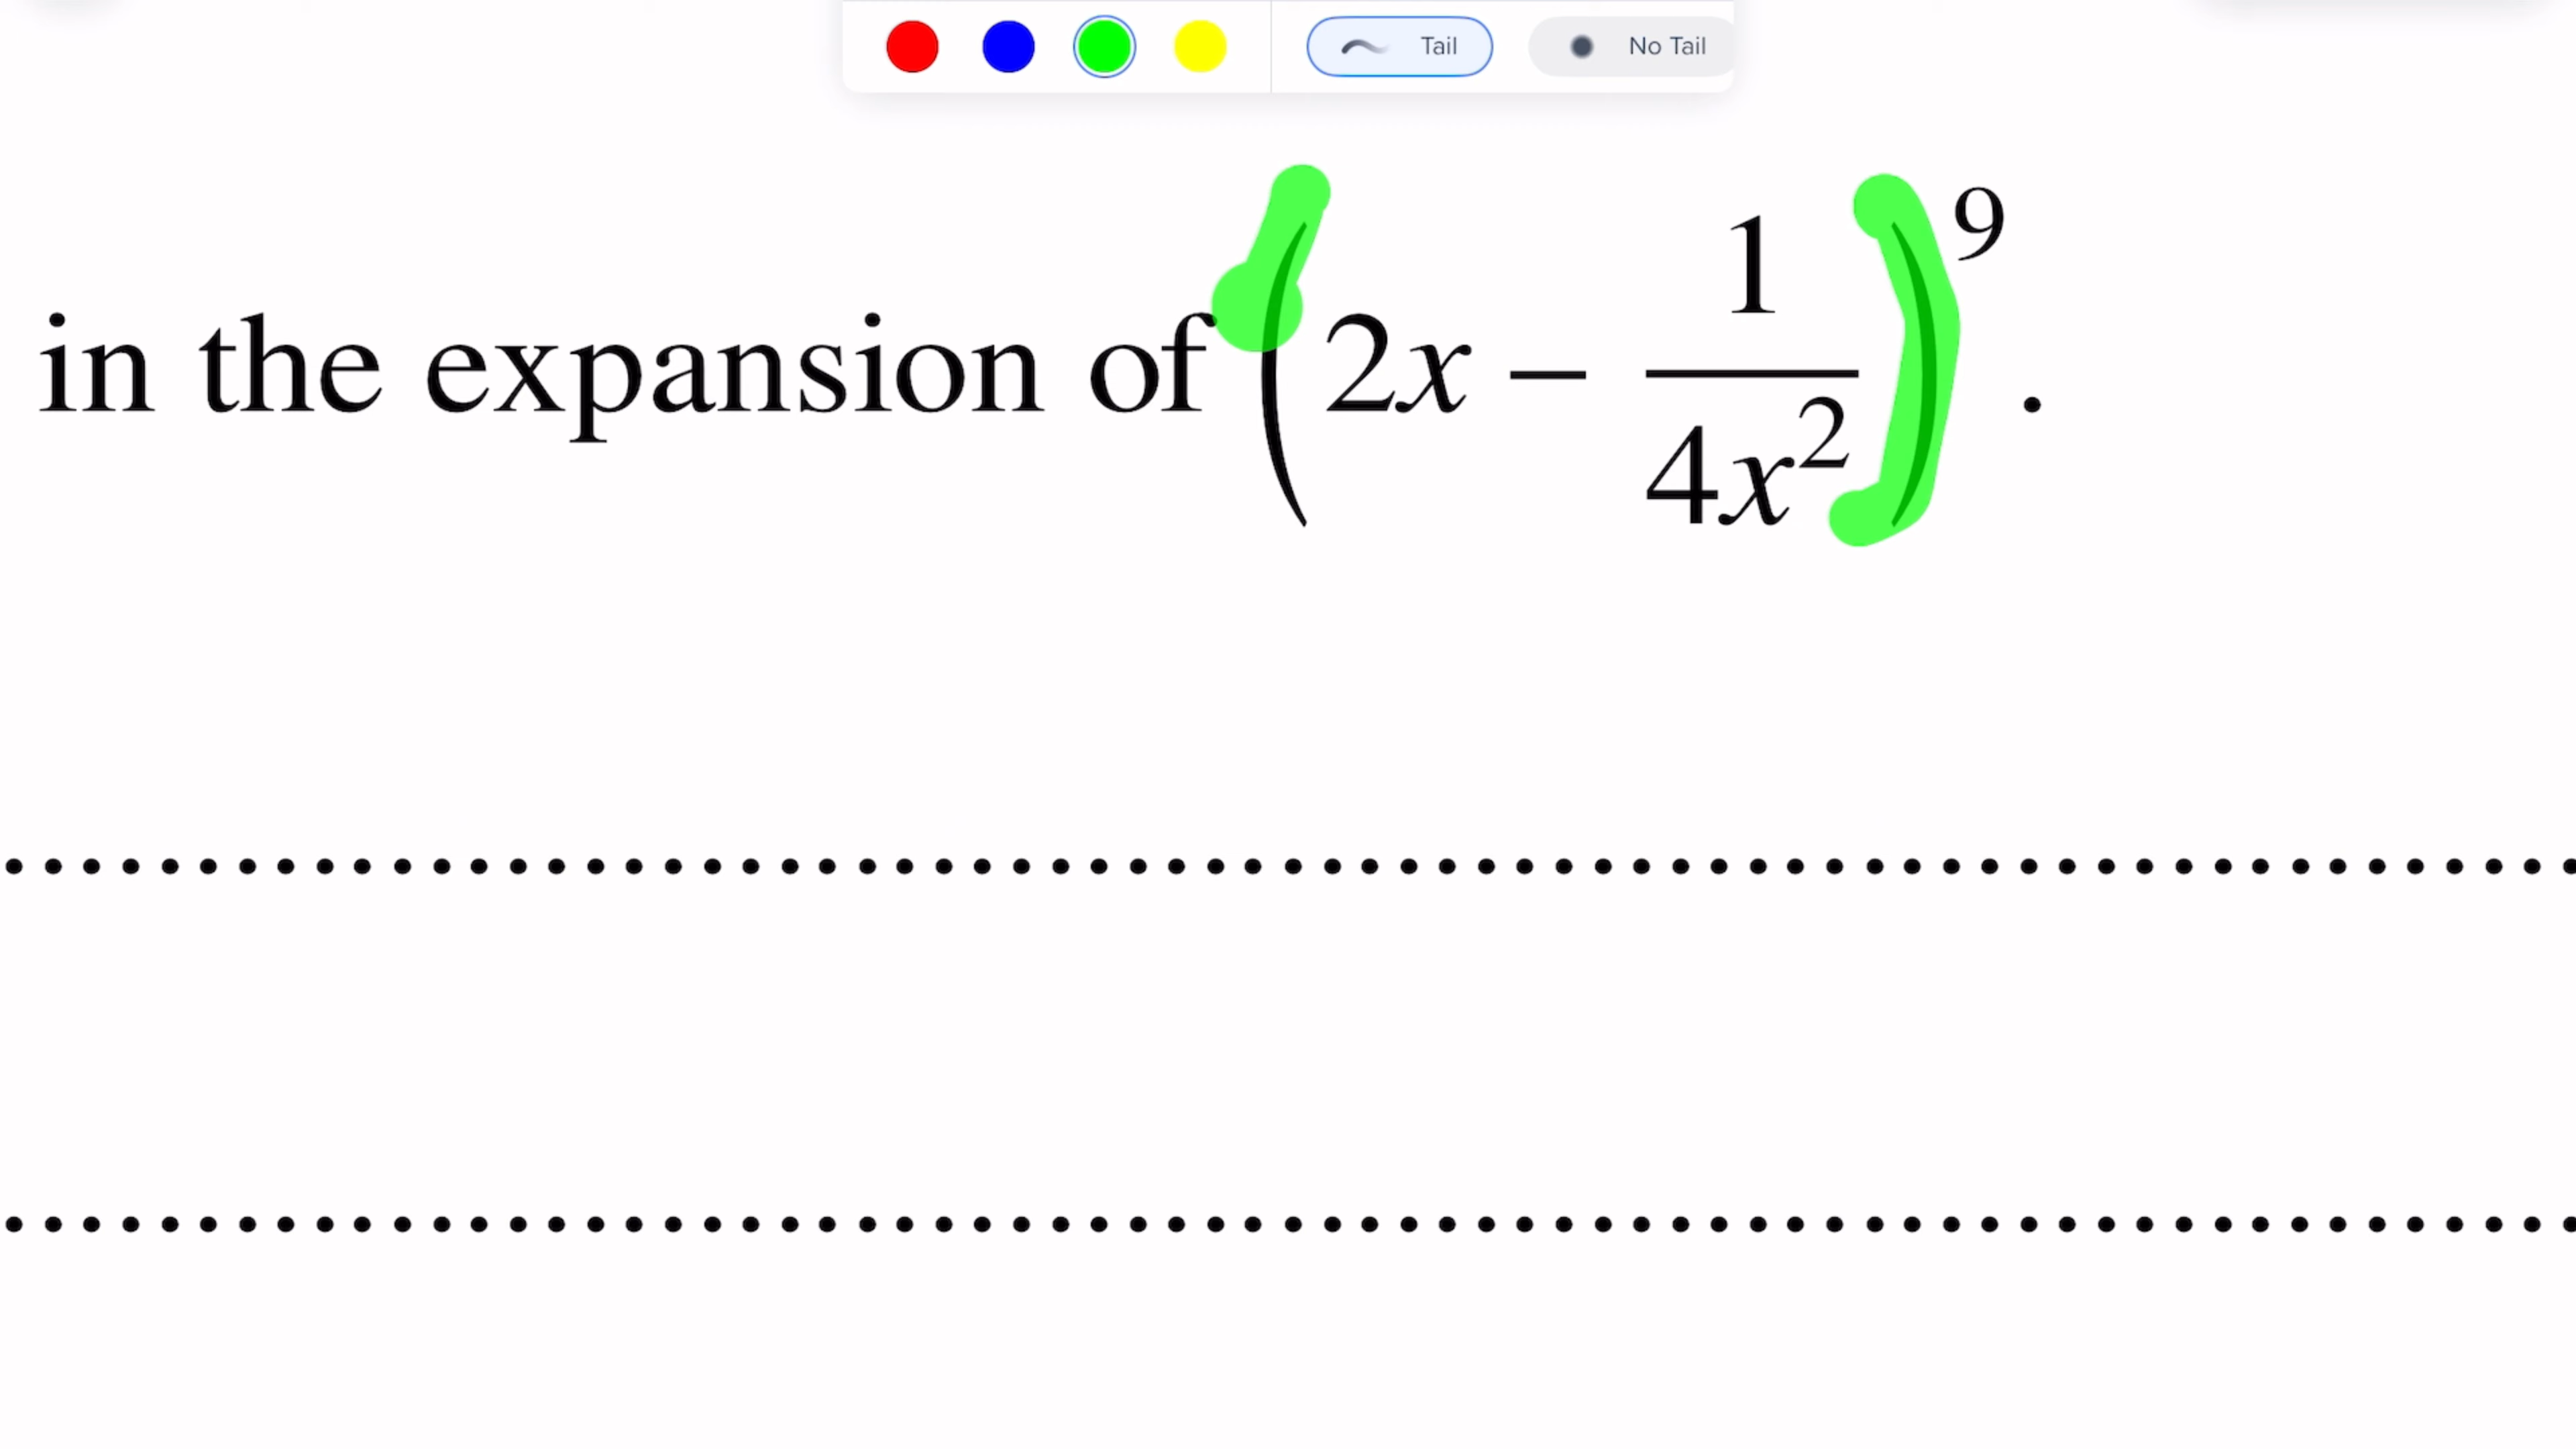 Tail No Tail
in the expansion of (2x − 1/4x²)⁹.